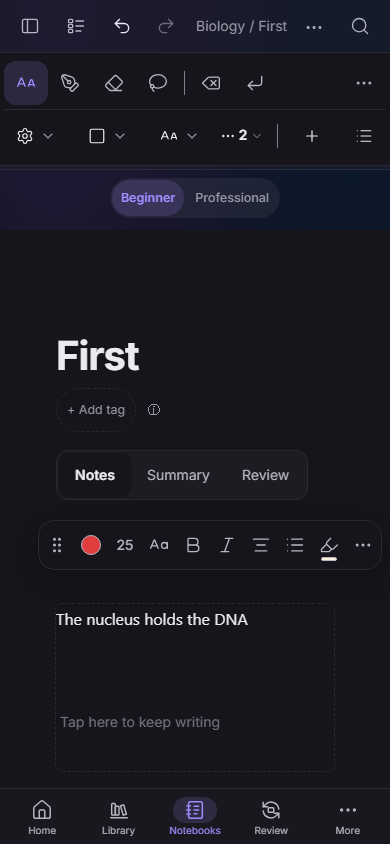 Biology / First
Aa
Aa
2
Beginner
Professional
First
+ Add tag
Notes
Summary
Review
25
Aa
B
I
The nucleus holds the DNA
Tap here to keep writing
Home
Library
Notebooks
Review
More